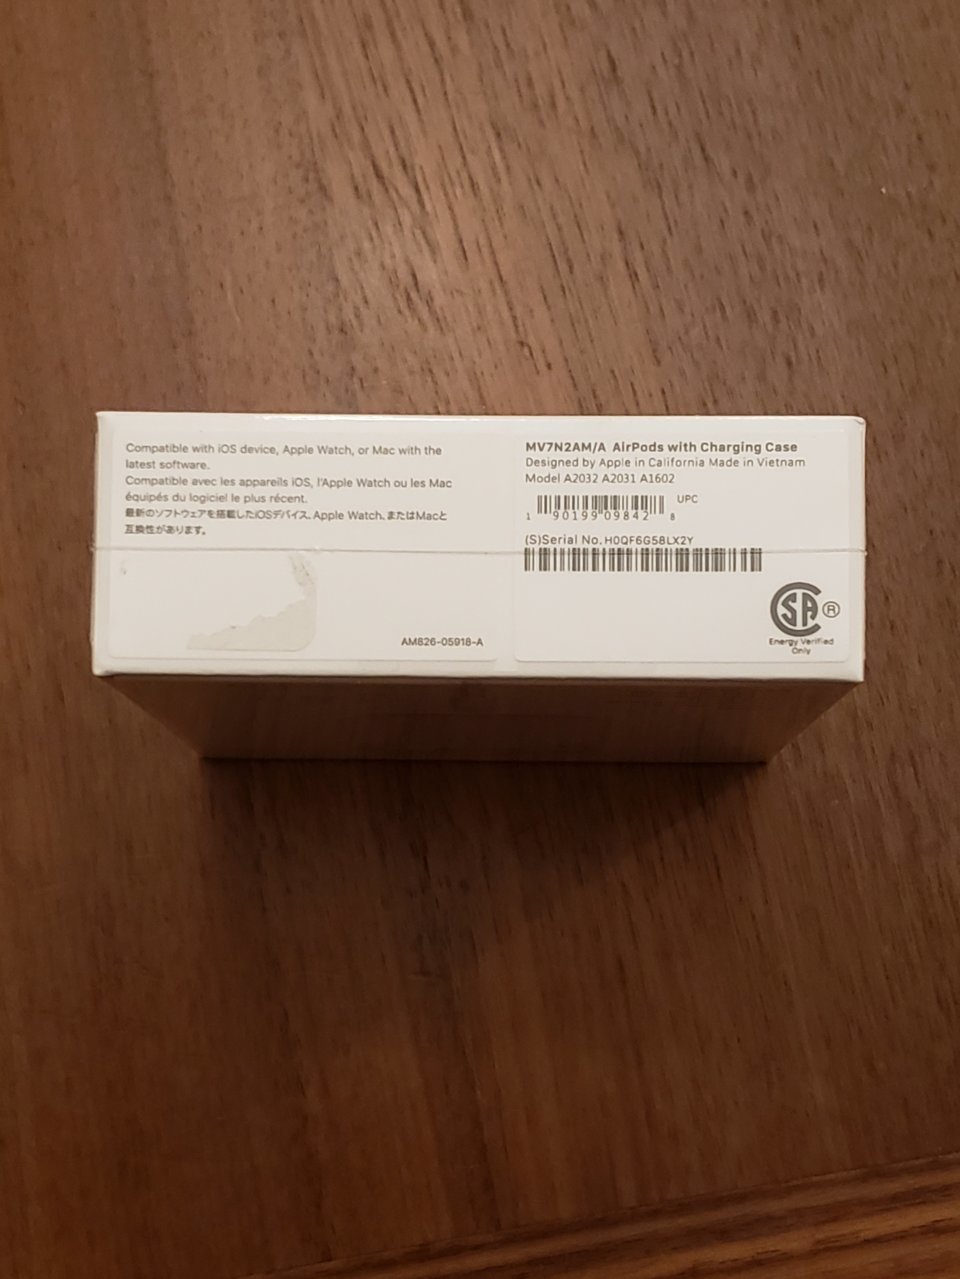 Compatible with iOS device, Apple Watch, or Mac with the
latest software.
Compatible avec les appareils iOS, l'Apple Watch ou les Mac
équipés du logiciel le plus récent.
最新のソフトウェアを搭載したiOSデバイス、Apple Watch、またはMacと
互換性があります。
AM826-05918-A
MV7N2AM/A AirPods with Charging Case
Designed by Apple in California Made in Vietnam
Model A2032 A2031 A1602
UPC
1 90199 09842 8
(S)Serial No. H0QF6G58LX2Y
CSA ®
Energy Verified
Only